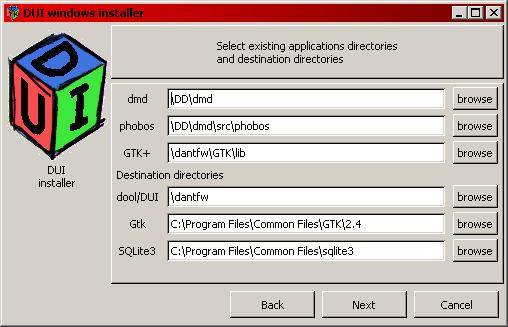 DUI windows installer
D
U I
DUI
installer
Select existing applications directories
and destination directories
dmd \DD\dmd browse
phobos \DD\dmd\src\phobos browse
GTK+ \dantfw\GTK\lib browse
Destination directories
dool/DUI \dantfw browse
Gtk C:\Program Files\Common Files\GTK\2.4 browse
SQLite3 C:\Program Files\Common Files\sqlite3 browse
Back Next Cancel